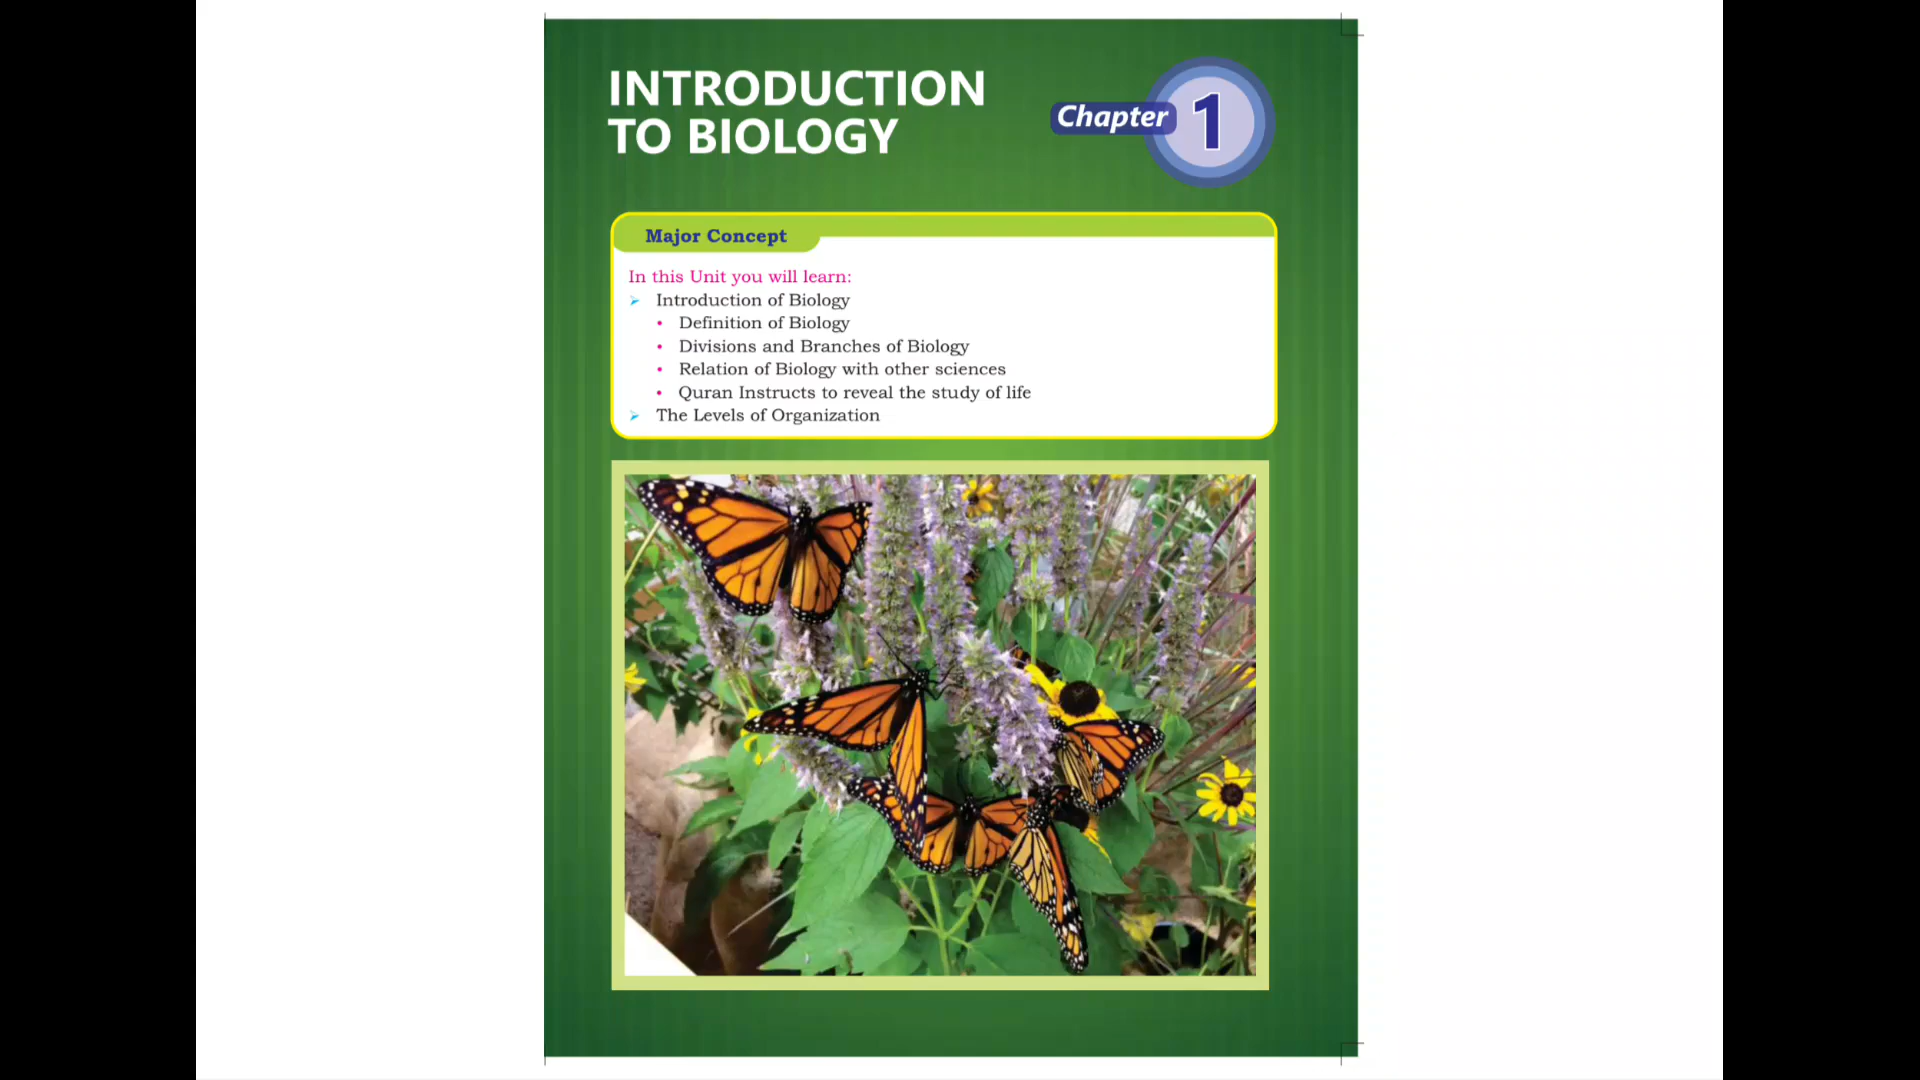 INTRODUCTION
TO BIOLOGY
Chapter 1
Major Concept
In this Unit you will learn:
➢ Introduction of Biology
• Definition of Biology
• Divisions and Branches of Biology
• Relation of Biology with other sciences
• Quran Instructs to reveal the study of life
➢ The Levels of Organization